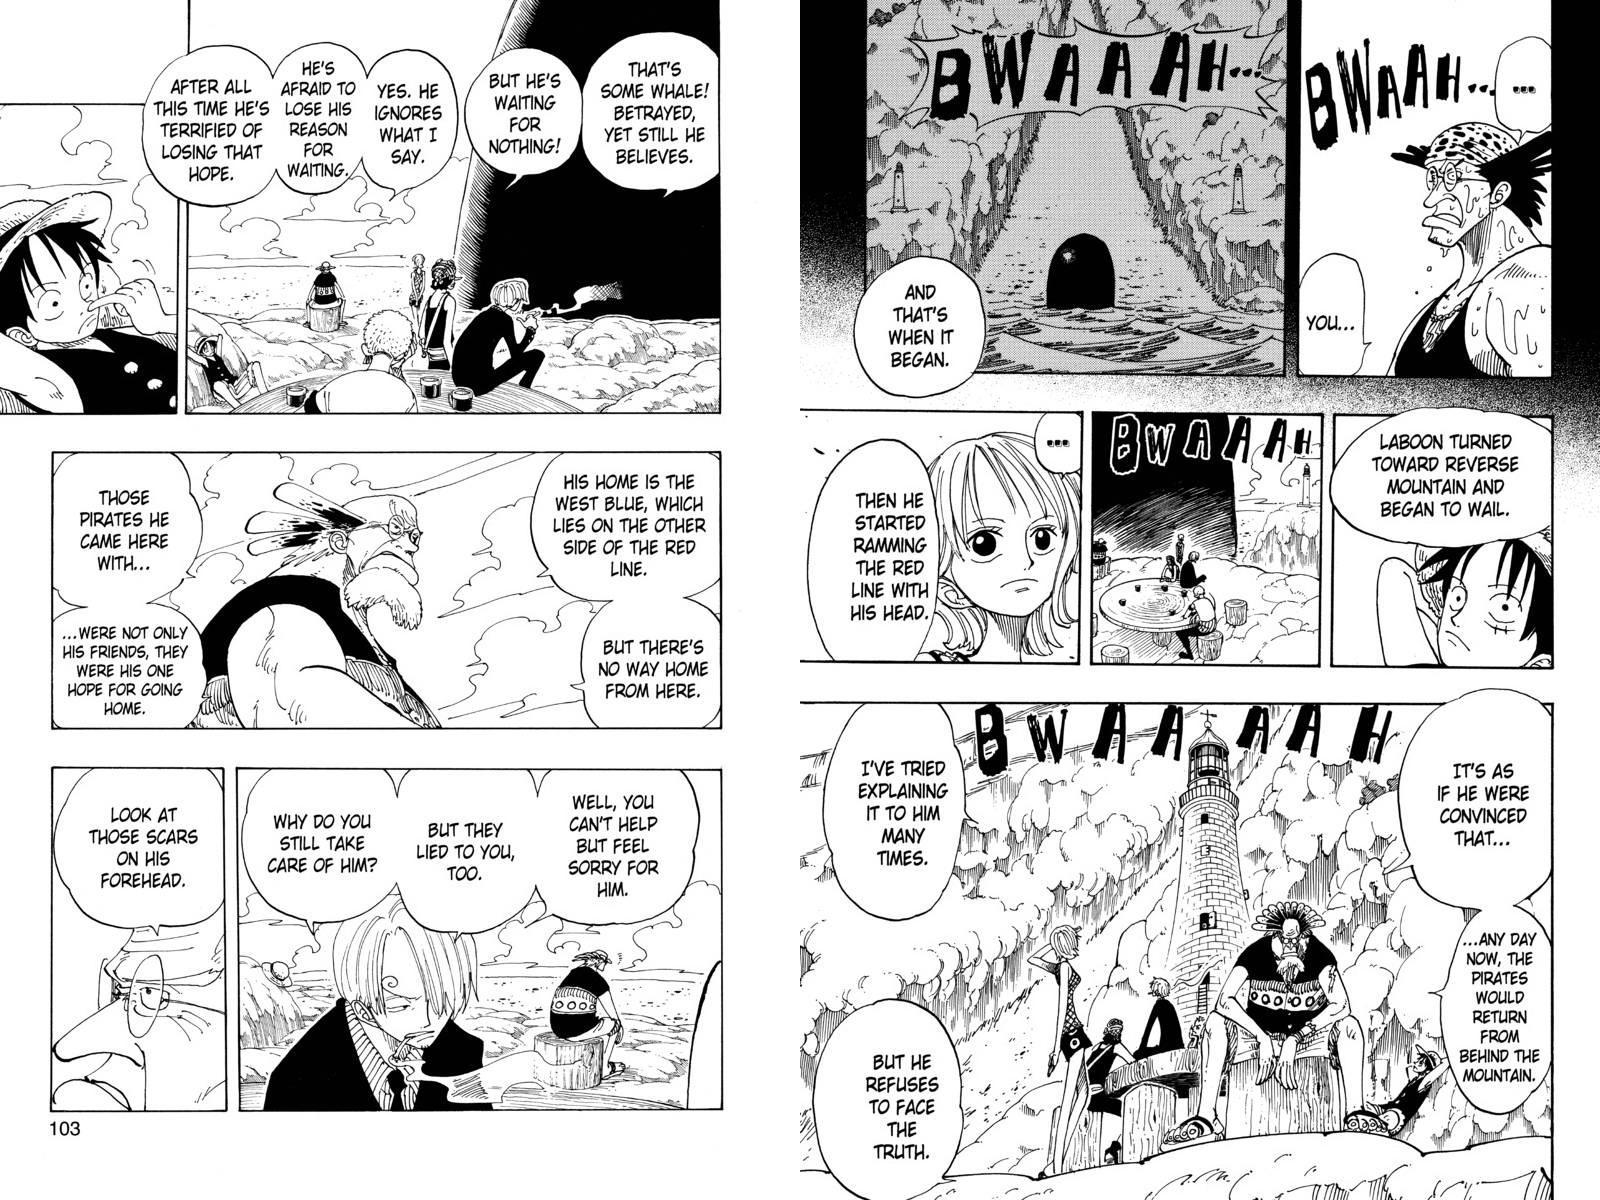 BWAAH...
...
YOU...
BWAAAAH...
AND
THAT'S
WHEN IT
BEGAN.
LABOON TURNED
TOWARD REVERSE
MOUNTAIN AND
BEGAN TO WAIL.
BWAAAAH
...
THEN HE
STARTED
RAMMING
THE RED
LINE WITH
HIS HEAD.
IT'S AS
IF HE WERE
CONVINCED
THAT...
...ANY DAY
NOW, THE
PIRATES
WOULD
RETURN
FROM
BEHIND THE
MOUNTAIN.
BWAAAAAH
I'VE TRIED
EXPLAINING
IT TO HIM
MANY
TIMES.
BUT HE
REFUSES
TO FACE
THE
TRUTH.
THAT'S
SOME WHALE!
BETRAYED,
YET STILL HE
BELIEVES.
BUT HE'S
WAITING
FOR
NOTHING!
YES. HE
IGNORES
WHAT I
SAY.
HE'S
AFRAID TO
LOSE HIS
REASON
FOR
WAITING.
AFTER ALL
THIS TIME HE'S
TERRIFIED OF
LOSING THAT
HOPE.
HIS HOME IS THE
WEST BLUE, WHICH
LIES ON THE OTHER
SIDE OF THE RED
LINE.
BUT THERE'S
NO WAY HOME
FROM HERE.
THOSE
PIRATES HE
CAME HERE
WITH...
...WERE NOT ONLY
HIS FRIENDS, THEY
WERE HIS ONE
HOPE FOR GOING
HOME.
WELL, YOU
CAN'T HELP
BUT FEEL
SORRY FOR
HIM.
BUT THEY
LIED TO YOU,
TOO.
WHY DO YOU
STILL TAKE
CARE OF HIM?
LOOK AT
THOSE SCARS
ON HIS
FOREHEAD.
103